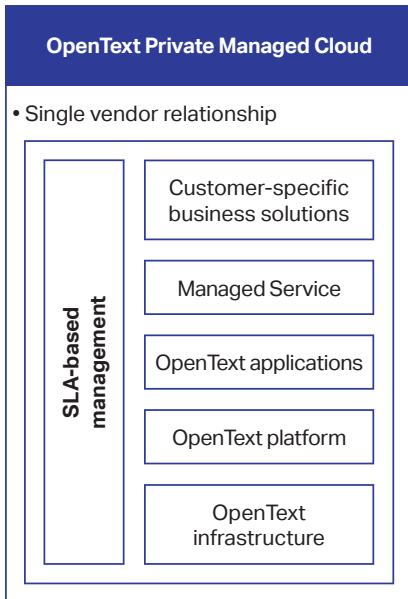 OpenText Private Managed Cloud
• Single vendor relationship
SLA-based
management
Customer-specific
business solutions
Managed Service
OpenText applications
OpenText platform
OpenText
infrastructure